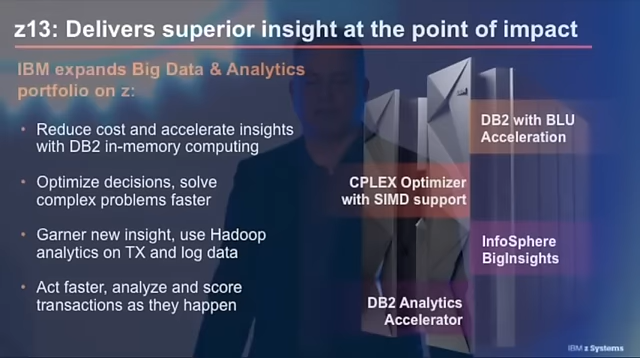 z13: Delivers superior insight at the point of impact
IBM expands Big Data & Analytics
portfolio on z:
• Reduce cost and accelerate insights
with DB2 in-memory computing
• Optimize decisions, solve
complex problems faster
• Garner new insight, use Hadoop
analytics on TX and log data
• Act faster, analyze and score
transactions as they happen
DB2 with BLU
Acceleration
CPLEX Optimizer
with SIMD support
InfoSphere
BigInsights
DB2 Analytics
Accelerator
IBM z Systems